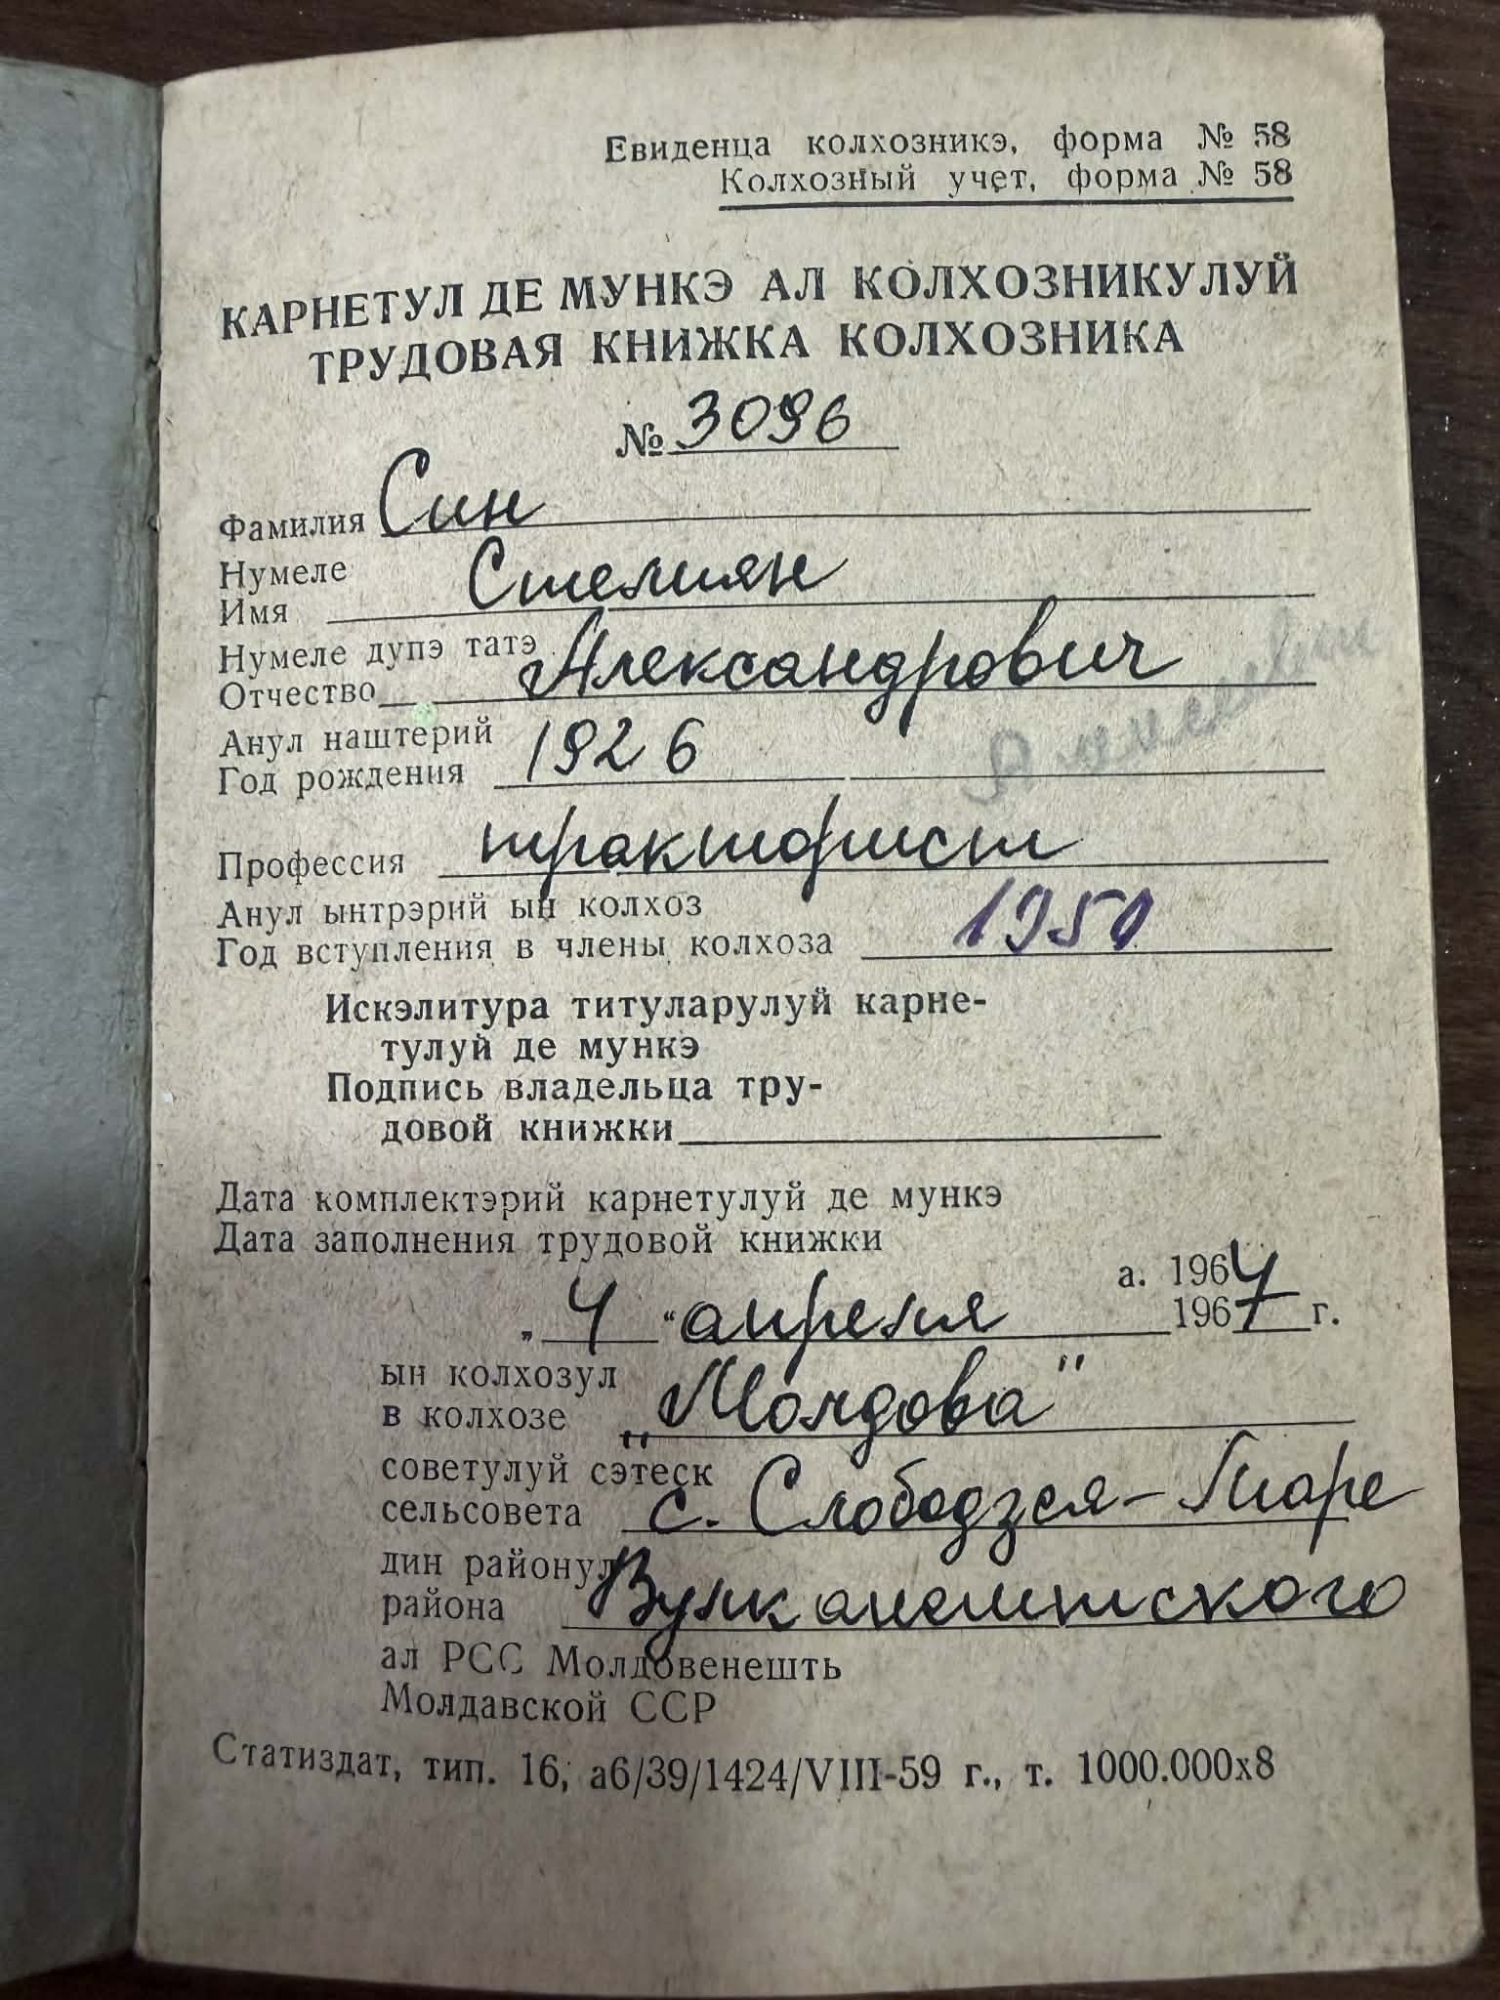 Евиденца колхозникэ, форма № 58
Колхозный учет, форма № 58
КАРНЕТУЛ ДЕ МУНКЭ АЛ КОЛХОЗНИКУЛУЙ
ТРУДОВАЯ КНИЖКА КОЛХОЗНИКА
№ 3096
Фамилия Син
Нумеле
Имя Стелиян
Нумеле дупэ татэ
Отчество Александрович
Анул наштерий
Год рождения 1926
Профессия тракторист
Анул ынтрэрий ын колхоз
Год вступления в члены колхоза 1950
Искэлитура титуларулуй карне-
тулуй де мункэ
Подпись владельца тру-
довой книжки
Дата комплектэрий карнетулуй де мункэ
Дата заполнения трудовой книжки
а. 1964
„ 4 “ апреля 1967 г.
ын колхозул
в колхозе „Молдова"
советулуй сэтеск
сельсовета с. Слободзея-Маре
дин районул
района Вулканештского
ал РСС Молдовенешть
Молдавской ССР
Статиздат, тип. 16, аб/39/1424/VIII-59 г., т. 1000.000х8